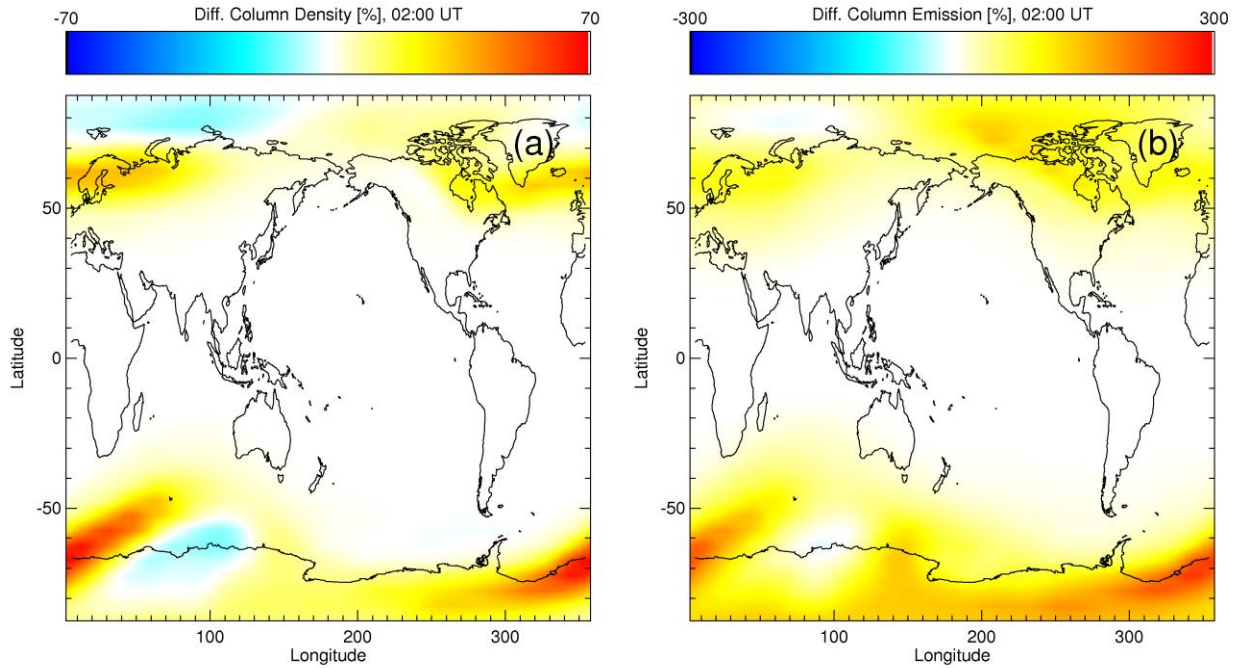 -70 Diff. Column Density [%], 02:00 UT 70
(a)
50
0
-50
Latitude
100 200 300
Longitude
-300 Diff. Column Emission [%], 02:00 UT 300
(b)
50
0
-50
Latitude
100 200 300
Longitude